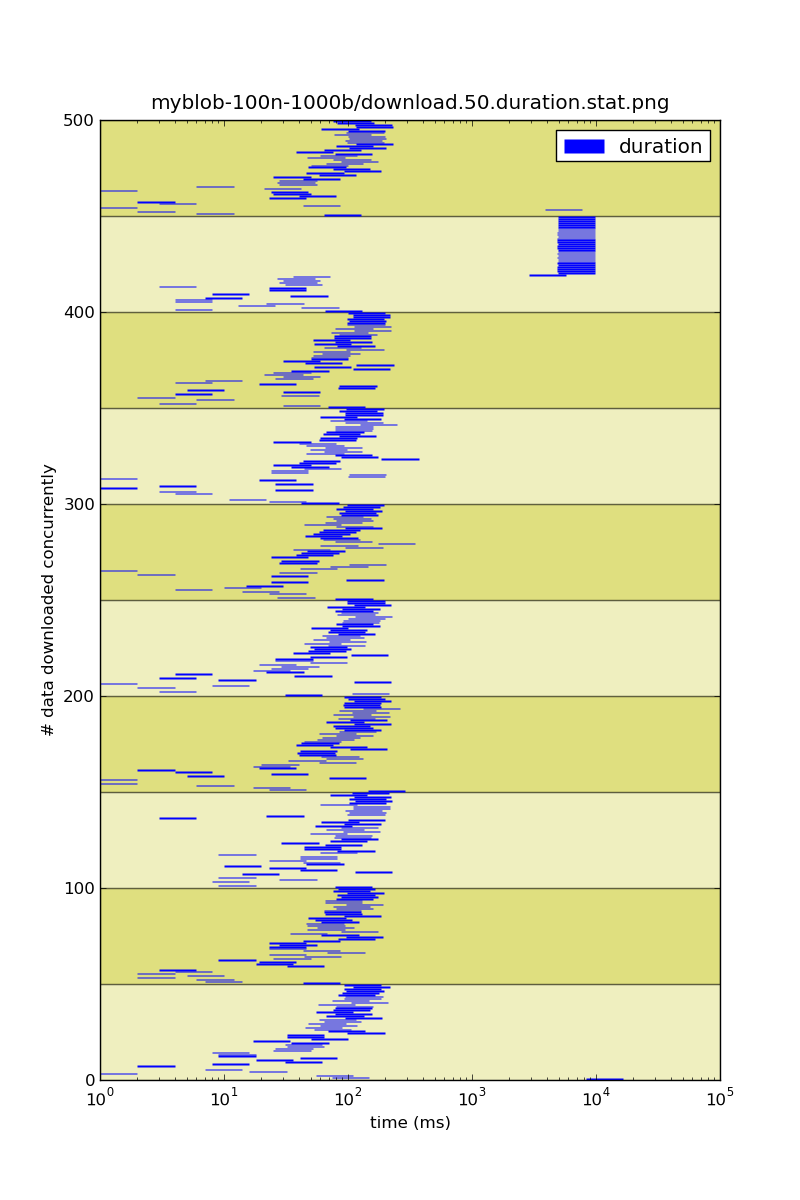 myblob-100n-1000b/download.50.duration.stat.png
duration
500
400
300
200
100
0
# data downloaded concurrently
10^0 10^1 10^2 10^3 10^4 10^5
time (ms)